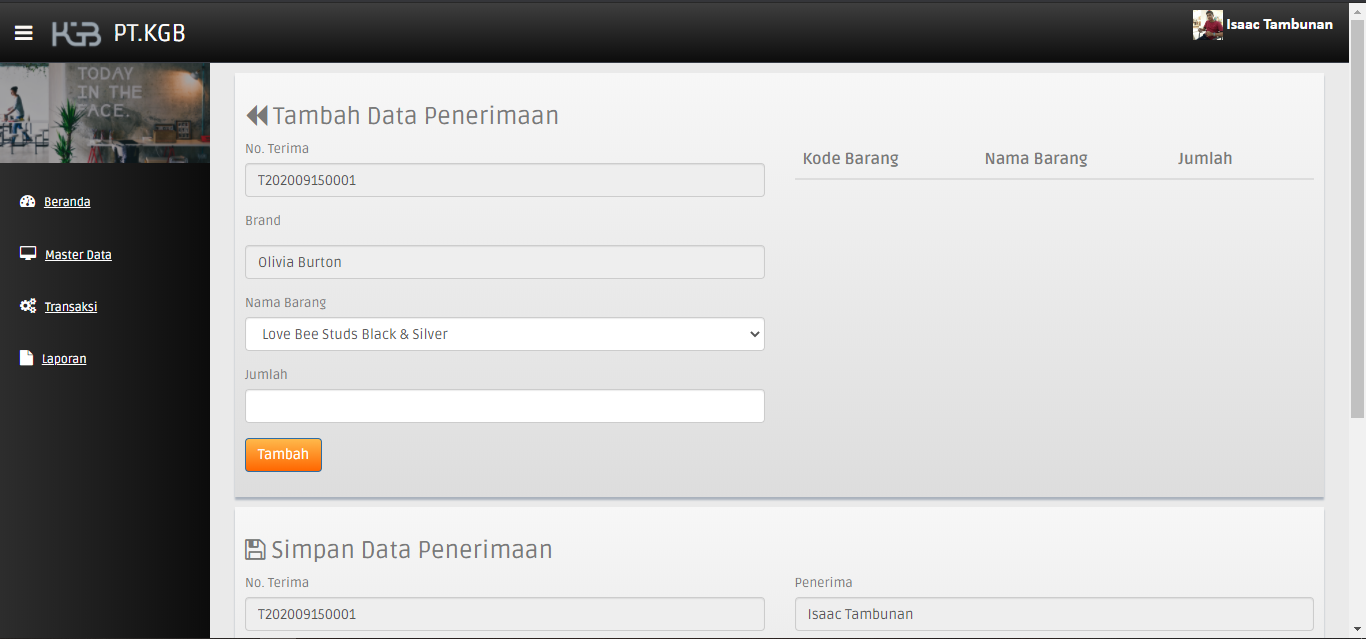 KGB PT.KGB
Isaac Tambunan
TODAY
IN THE
FACE.
Beranda
Master Data
Transaksi
Laporan
Tambah Data Penerimaan
No. Terima
T202009150001
Brand
Olivia Burton
Nama Barang
Love Bee Studs Black & Silver
Jumlah
Tambah
Kode Barang Nama Barang Jumlah
Simpan Data Penerimaan
No. Terima
T202009150001
Penerima
Isaac Tambunan